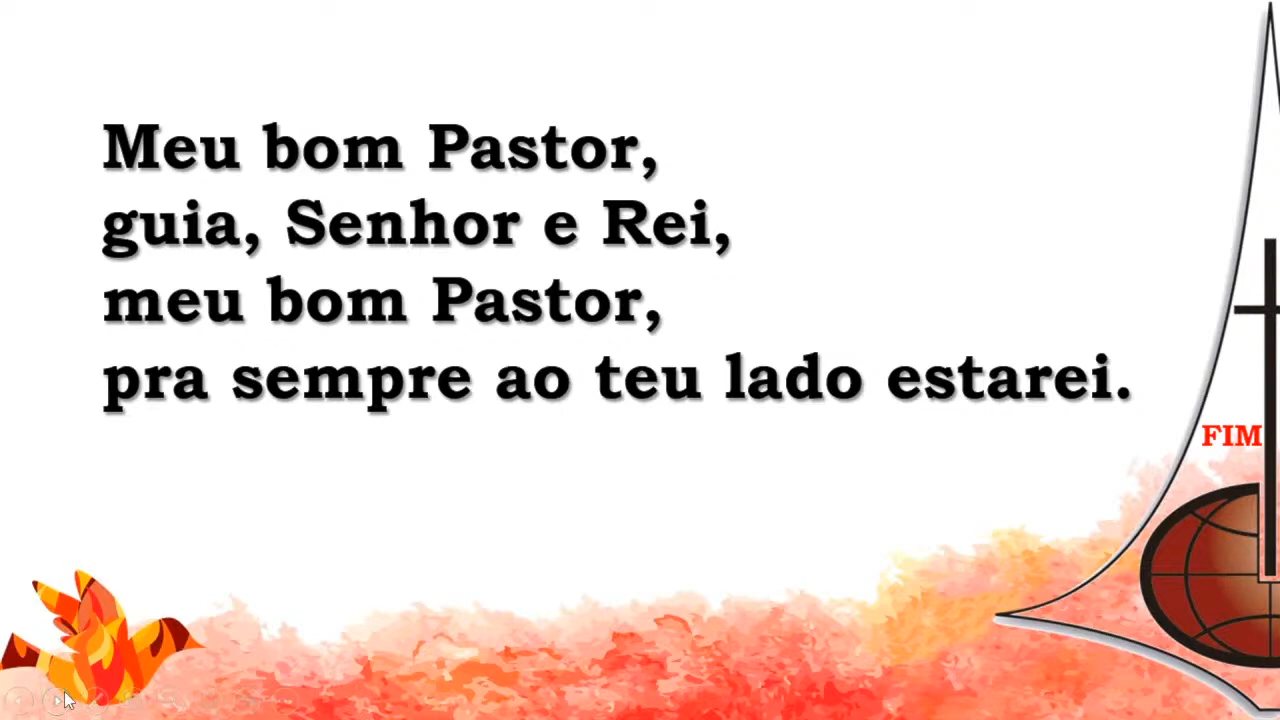 Meu bom Pastor,
guia, Senhor e Rei,
meu bom Pastor,
pra sempre ao teu lado estarei.
FIM